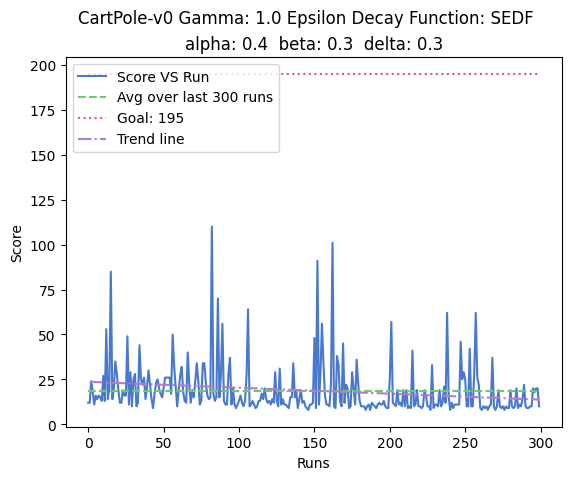 CartPole-v0 Gamma: 1.0 Epsilon Decay Function: SEDF
alpha: 0.4  beta: 0.3  delta: 0.3
Score VS Run
Avg over last 300 runs
Goal: 195
Trend line
200
175
150
125
100
75
50
25
0
Score
0
50
100
150
200
250
300
Runs